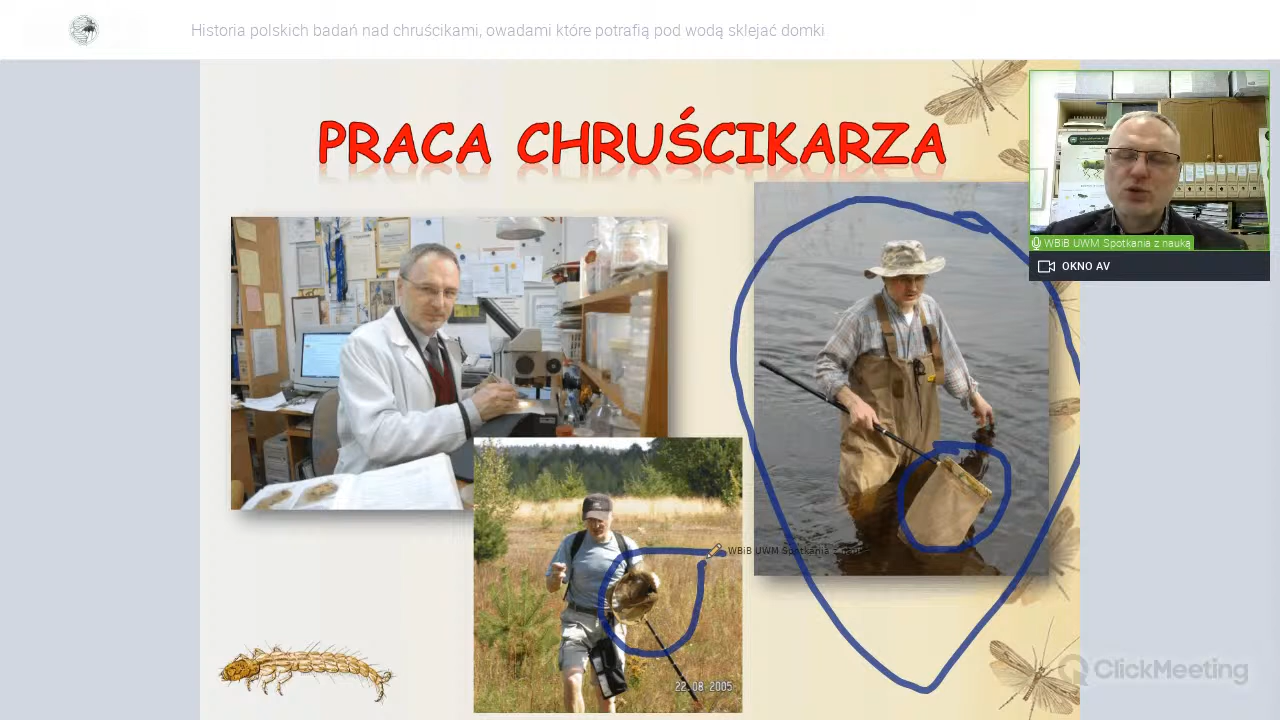 Historia polskich badań nad chruścikami, owadami które potrafią pod wodą sklejać domki
PRACA CHRUŚCIKARZA
WBiB UWM Spotkania z nauką
OKNO AV
WBiB UWM Spotkania z nauką
22.08.2005
ClickMeeting